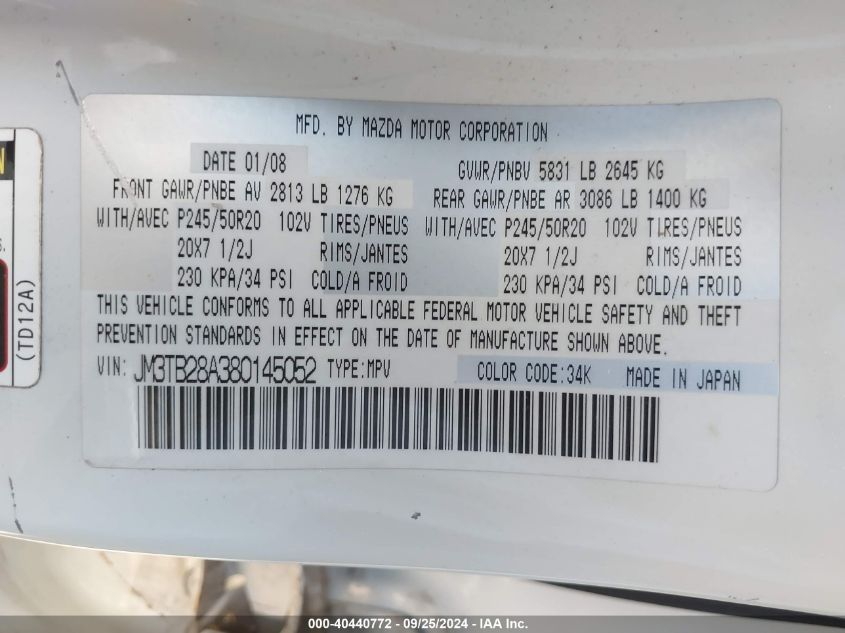 MFD. BY MAZDA MOTOR CORPORATION
DATE 01/08 GVWR/PNBV 5831 LB 2645 KG
FRONT GAWR/PNBE AV 2813 LB 1276 KG REAR GAWR/PNBE AR 3086 LB 1400 KG
WITH/AVEC P245/50R20 102V TIRES/PNEUS WITH/AVEC P245/50R20 102V TIRES/PNEUS
20X7 1/2J RIMS/JANTES 20X7 1/2J RIMS/JANTES
230 KPA/34 PSI COLD/A FROID 230 KPA/34 PSI COLD/A FROID
THIS VEHICLE CONFORMS TO ALL APPLICABLE FEDERAL MOTOR VEHICLE SAFETY AND THEFT
PREVENTION STANDARDS IN EFFECT ON THE DATE OF MANUFACTURE SHOWN ABOVE.
VIN: JM3TB28A380145052 TYPE:MPV COLOR CODE:34K MADE IN JAPAN
(TD12A)
000-40440772 - 09/25/2024 - IAA Inc.